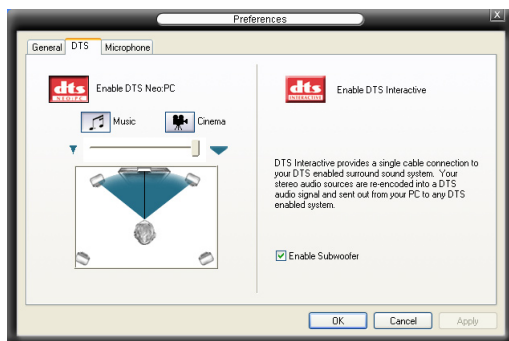 Preferences
X
General
DTS
Microphone
dts
NEO:PC
Enable DTS Neo:PC
Music
Cinema
dts
INTERACTIVE
Enable DTS Interactive
DTS Interactive provides a single cable connection to
your DTS enabled surround sound system. Your
stereo audio sources are re-encoded into a DTS
audio signal and sent out from your PC to any DTS
enabled system.
Enable Subwoofer
OK
Cancel
Apply